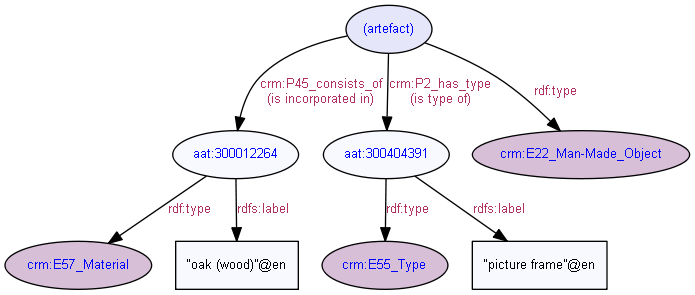 (artefact)
crm:P45_consists_of
(is incorporated in)
crm:P2_has_type
(is type of)
rdf:type
aat:300012264
aat:300404391
crm:E22_Man-Made_Object
rdf:type
rdfs:label
rdf:type
rdfs:label
crm:E57_Material
"oak (wood)"@en
crm:E55_Type
"picture frame"@en